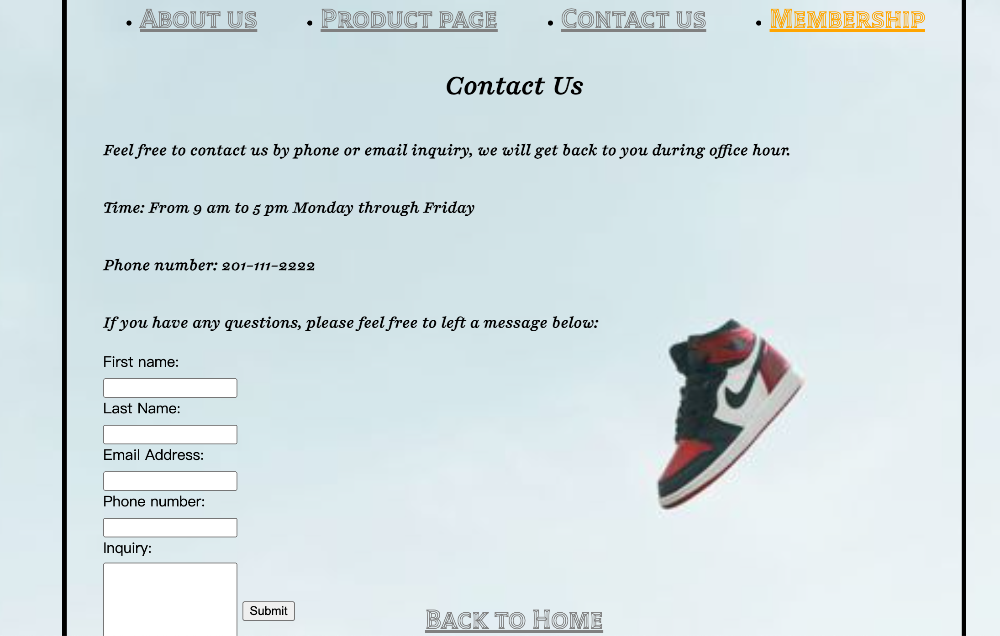 About us
Product page
Contact us
Membership
Contact Us
Feel free to contact us by phone or email inquiry, we will get back to you during office hour.
Time: From 9 am to 5 pm Monday through Friday
Phone number: 201-111-2222
If you have any questions, please feel free to left a message below:
First name:
Last Name:
Email Address:
Phone number:
Inquiry:
Submit
Back to Home